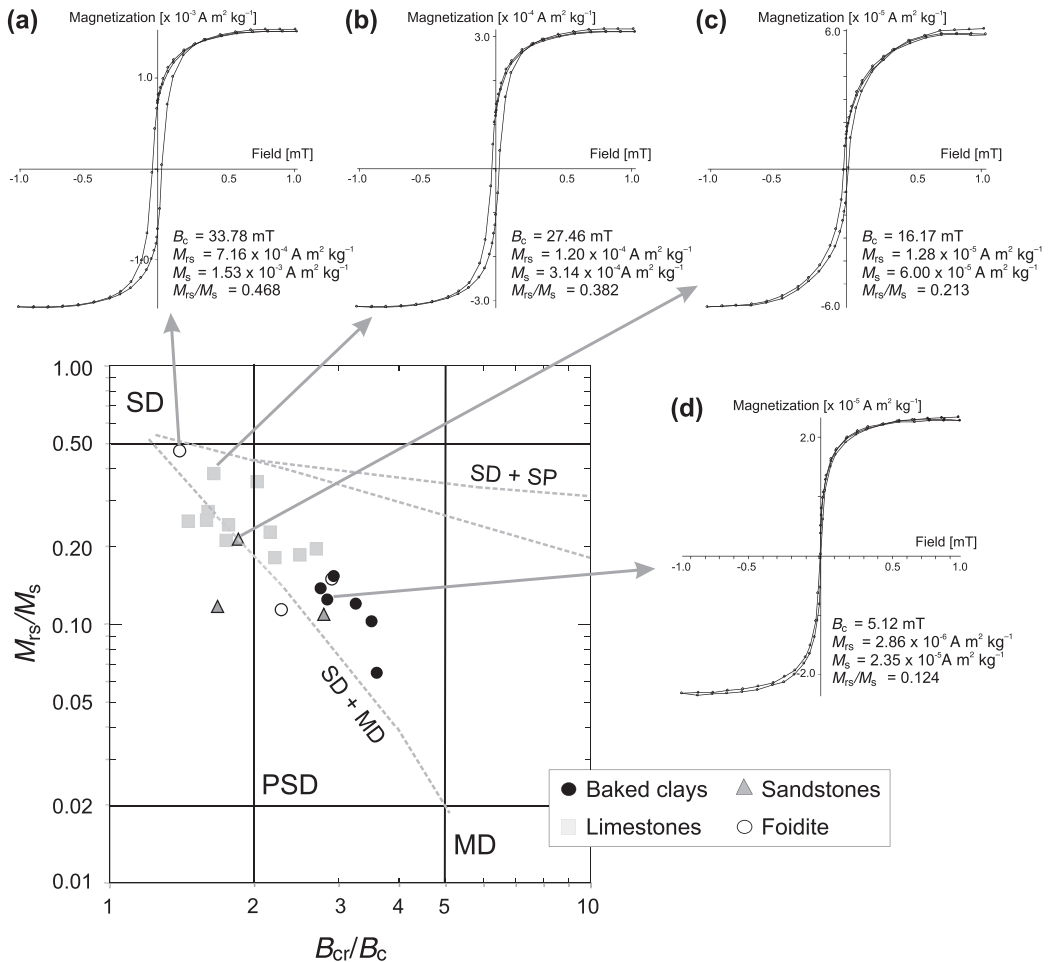 (a)
Magnetization [x 10⁻³ A m² kg⁻¹]
1.0
Field [mT]
-1.0 -0.5 0.5 1.0
-1.0
Bc = 33.78 mT
Mrs = 7.16 x 10⁻⁴ A m² kg⁻¹
Ms = 1.53 x 10⁻³ A m² kg⁻¹
Mrs/Ms = 0.468
(b)
Magnetization [x 10⁻⁴ A m² kg⁻¹]
3.0
Field [mT]
-1.0 -0.5 0.5 1.0
Bc = 27.46 mT
Mrs = 1.20 x 10⁻⁴ A m² kg⁻¹
Ms = 3.14 x 10⁻⁴A m² kg⁻¹
Mrs/Ms = 0.382
-3.0
(c)
Magnetization [x 10⁻⁵ A m² kg⁻¹]
6.0
Field [mT]
-1.0 -0.5 0.5 1.0
Bc = 16.17 mT
Mrs = 1.28 x 10⁻⁵ A m² kg⁻¹
Ms = 6.00 x 10⁻⁵A m² kg⁻¹
Mrs/Ms = 0.213
-6.0
(d)
Magnetization [x 10⁻⁵ A m² kg⁻¹]
2.0
Field [mT]
-1.0 -0.5 0.5 1.0
Bc = 5.12 mT
Mrs = 2.86 x 10⁻⁶ A m² kg⁻¹
Ms = 2.35 x 10⁻⁵A m² kg⁻¹
-2.0
Mrs/Ms = 0.124
1.00
SD
0.50
SD + SP
0.20
Mrs/Ms
0.10
SD + MD
0.05
PSD
0.02
MD
0.01
1 2 3 4 5 10
Bcr/Bc
Baked clays
Sandstones
Limestones
Foidite